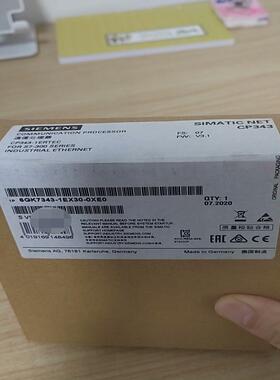 SIEMENS
SIMATIC NET
CP343
COMMUNICATION PROCESSOR
通信处理器
CP343-1ERTEC
FOR S7-300 SERIES
INDUSTRIAL ETHERNET
FS: 07
FW: V3.1
1P 6GK7343-1EX30-0XE0
QTY: 1
07.2020
S V
Siemens AG, 76181 Karlsruhe, Germany
Made in Germany
德国制造